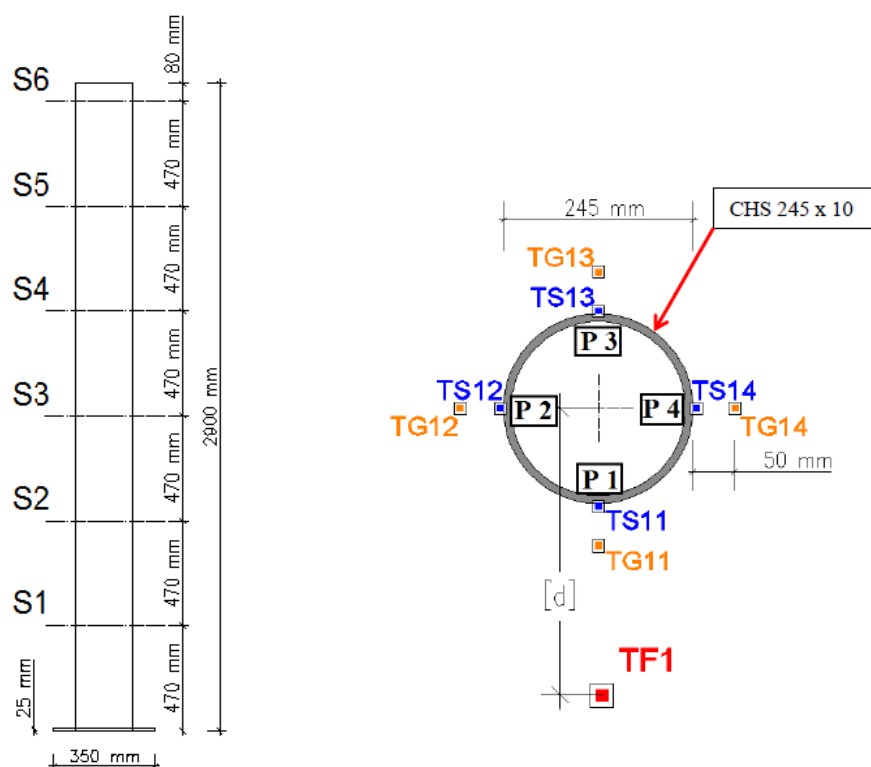 80 mm
S6
470 mm
S5
470 mm
S4
470 mm
S3
470 mm
S2
470 mm
S1
470 mm
2900 mm
25 mm
350 mm
245 mm
CHS 245 x 10
TG13
TS13
P 3
TS12
P 2
P 4
TS14
TG12
TG14
50 mm
P 1
TS11
TG11
[d]
TF1